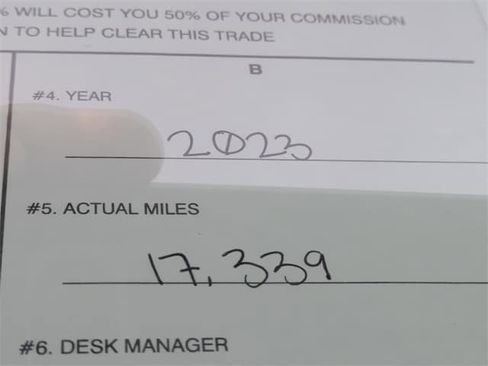 % WILL COST YOU 50% OF YOUR COMMISSION
N TO HELP CLEAR THIS TRADE
B
#4. YEAR
2023
#5. ACTUAL MILES
17,339
#6. DESK MANAGER